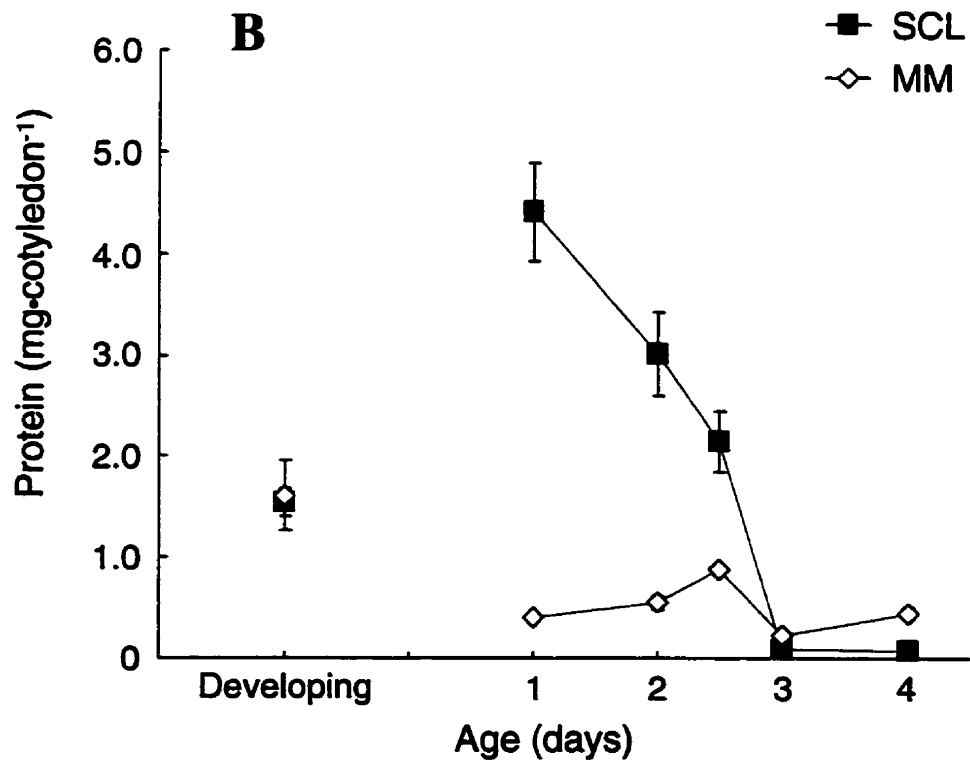 B
SCL
MM
6.0
5.0
4.0
3.0
2.0
1.0
0
Protein (mg•cotyledon-1)
Developing 1 2 3 4
Age (days)